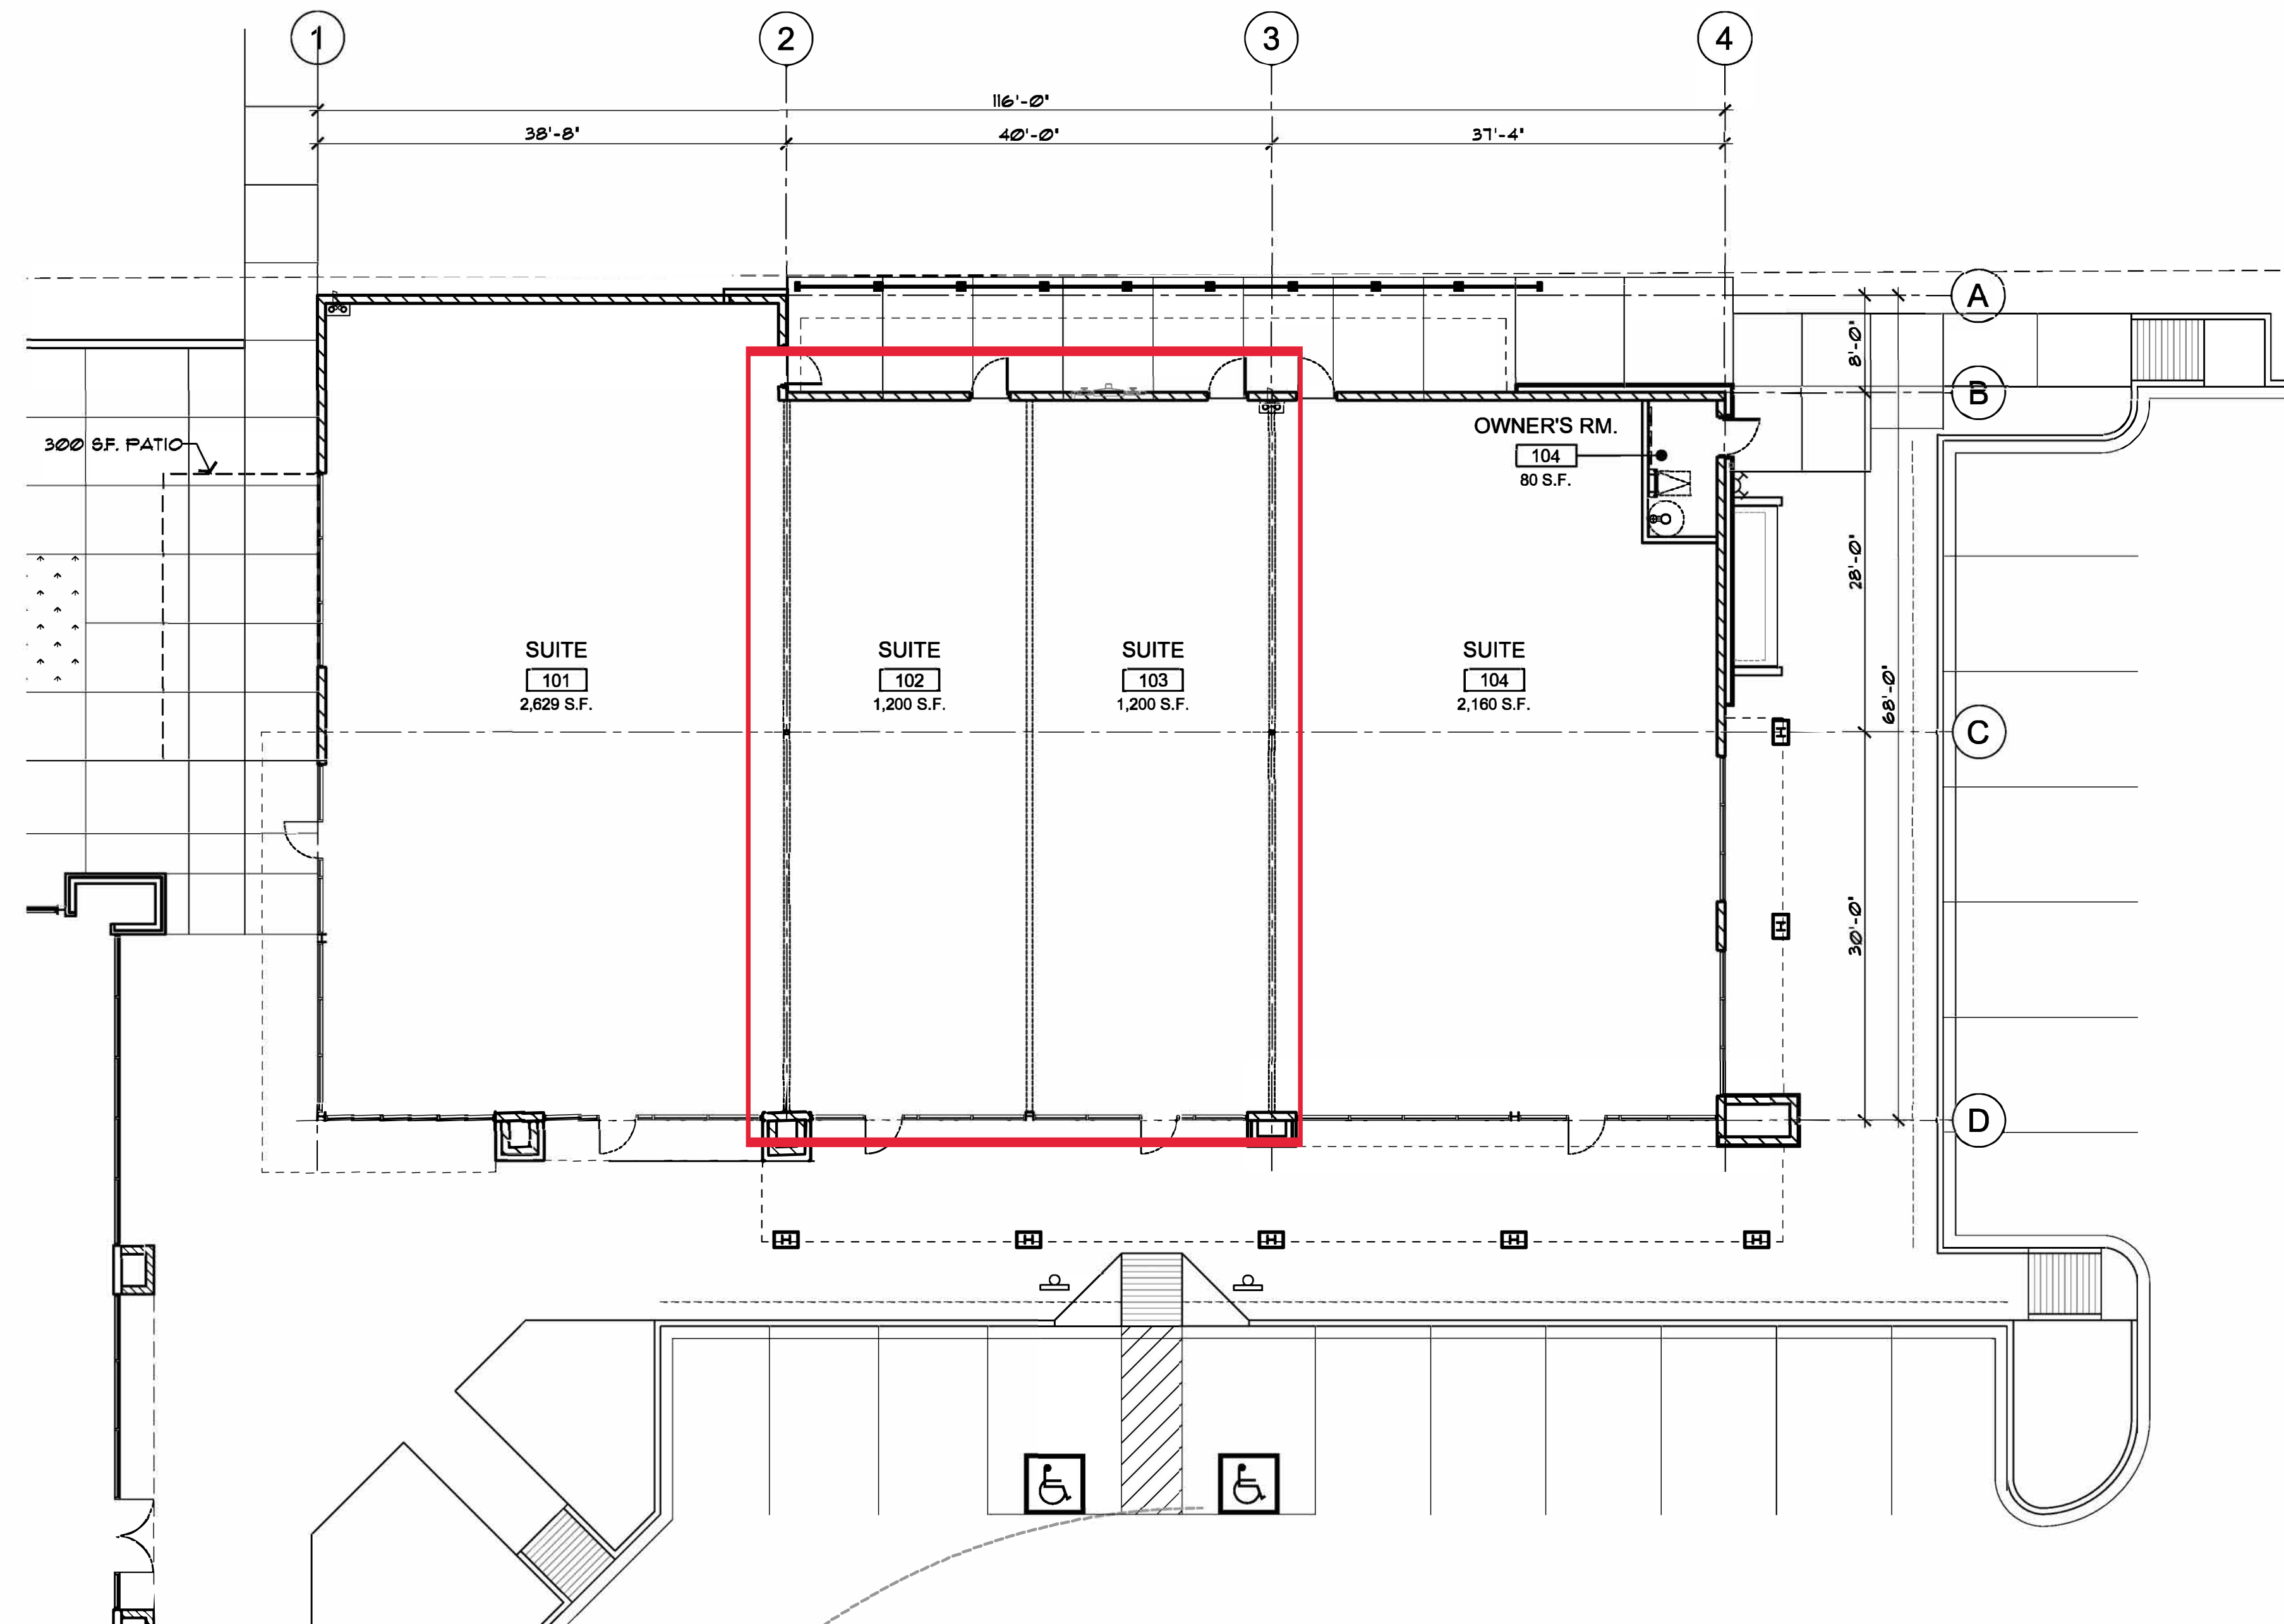 1
2
3
4
116'-0"
38'-8"
40'-0"
37'-4"
A
8'-0"
B
300 S.F. PATIO
OWNER'S RM.
104
80 S.F.
28'-0"
SUITE
101
2,629 S.F.
SUITE
102
1,200 S.F.
SUITE
103
1,200 S.F.
SUITE
104
2,160 S.F.
68'-0"
C
30'-0"
D